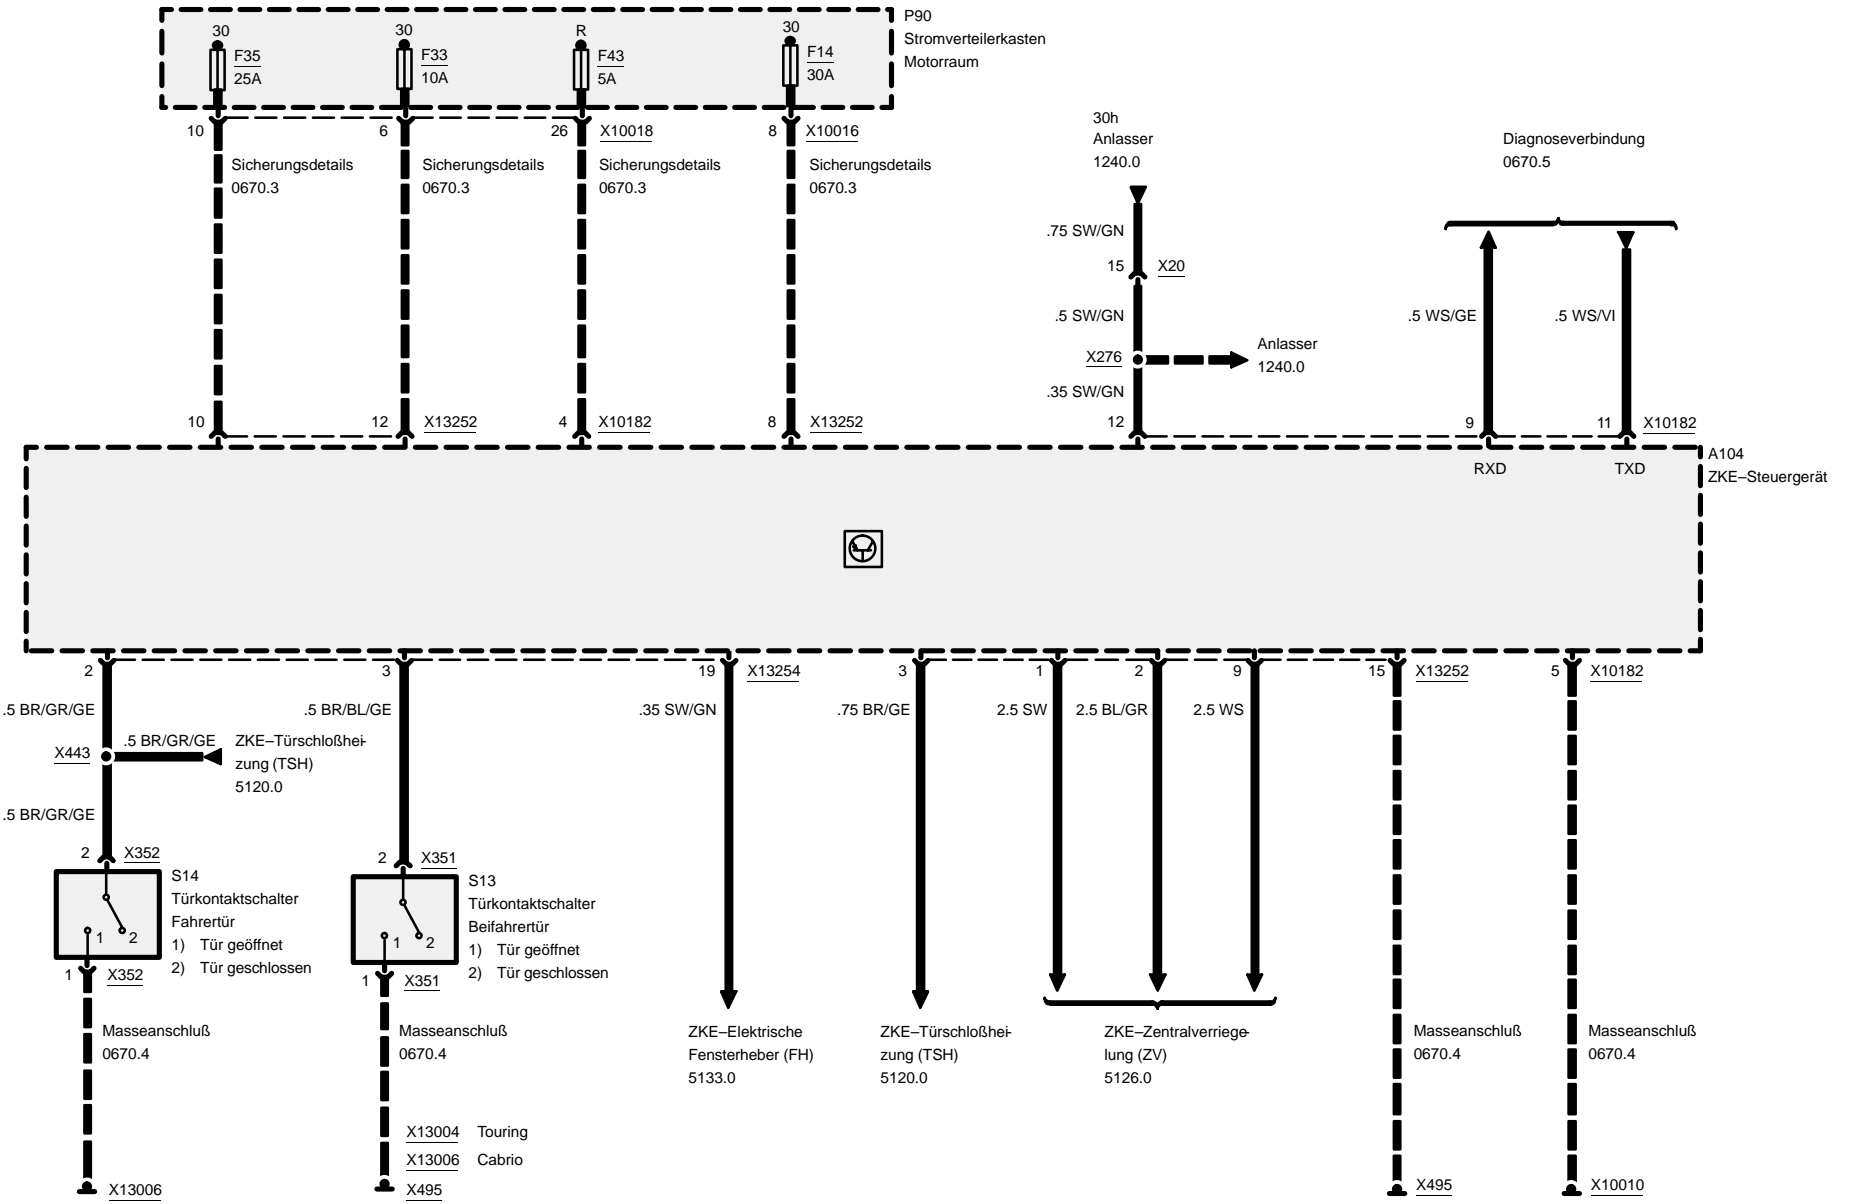 P90
Stromverteilerkasten
Motorraum
30
F35
25A
30
F33
10A
R
F43
5A
30
F14
30A
10
6
26 X10018
8 X10016
Sicherungsdetails
0670.3
Sicherungsdetails
0670.3
Sicherungsdetails
0670.3
Sicherungsdetails
0670.3
30h
Anlasser
1240.0
Diagnoseverbindung
0670.5
.75 SW/GN
15 X20
.5 SW/GN
.5 WS/GE
.5 WS/VI
X276
Anlasser
1240.0
.35 SW/GN
10
12 X13252
4 X10182
8 X13252
12
9
11 X10182
RXD
TXD
A104
ZKE–Steuergerät
2
3
19 X13254
3
1
2
9
15 X13252
5 X10182
.5 BR/GR/GE
.5 BR/BL/GE
.35 SW/GN
.75 BR/GE
2.5 SW
2.5 BL/GR
2.5 WS
X443
.5 BR/GR/GE
ZKE–Türschloßhei-
zung (TSH)
5120.0
.5 BR/GR/GE
2 X352
S14
Türkontaktschalter
Fahrertür
1) Tür geöffnet
2) Tür geschlossen
1 2
1 X352
2 X351
S13
Türkontaktschalter
Beifahrertür
1) Tür geöffnet
2) Tür geschlossen
1 2
1 X351
Masseanschluß
0670.4
Masseanschluß
0670.4
ZKE–Elektrische
Fensterheber (FH)
5133.0
ZKE–Türschloßhei-
zung (TSH)
5120.0
ZKE–Zentralverriege-
lung (ZV)
5126.0
Masseanschluß
0670.4
Masseanschluß
0670.4
X13004 Touring
X13006 Cabrio
X13006
X495
X495
X10010